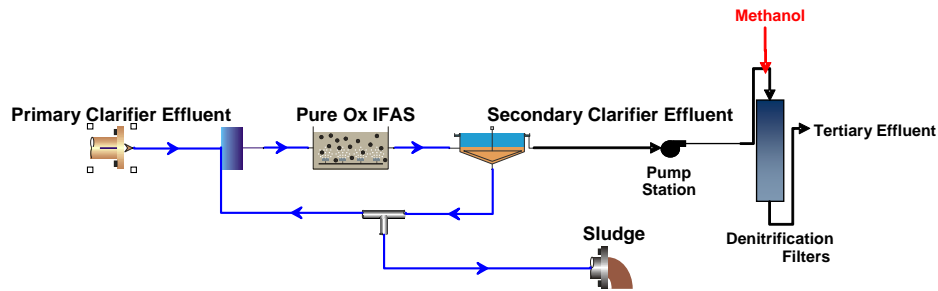 Methanol
Primary Clarifier Effluent
Pure Ox IFAS
Secondary Clarifier Effluent
Tertiary Effluent
Pump
Station
Sludge
Denitrification
Filters